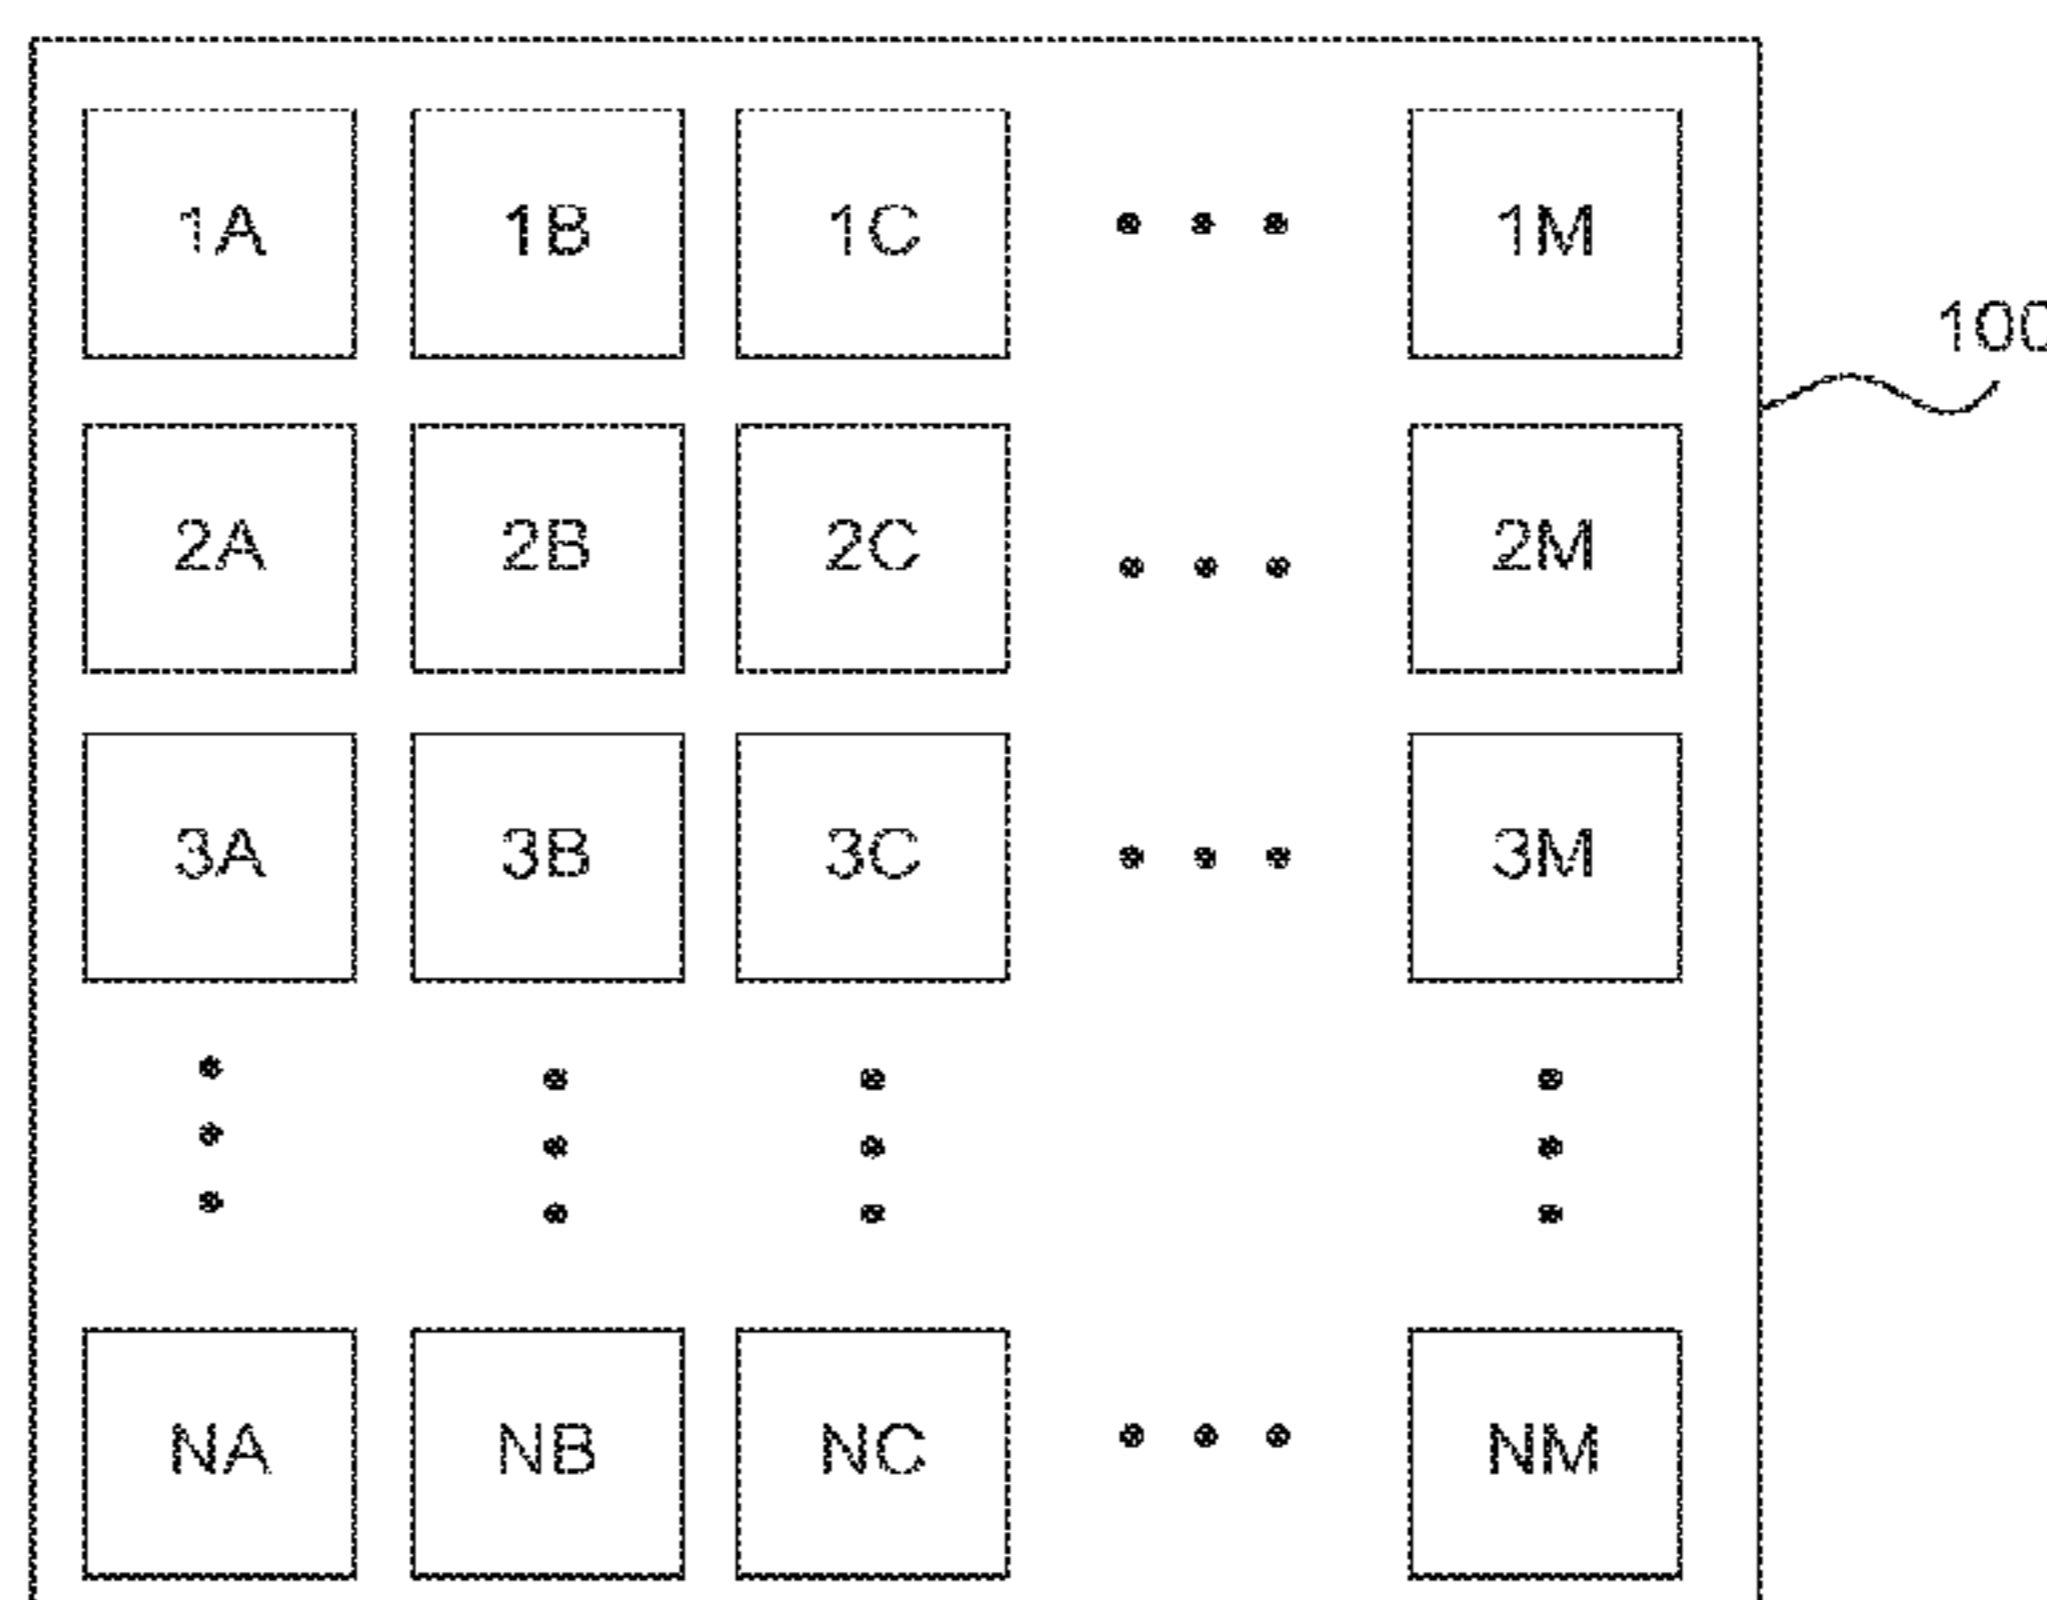 1A 1B 1C • • • 1M
100
2A 2B 2C • • • 2M
3A 3B 3C • • • 3M
NA NB NC • • • NM